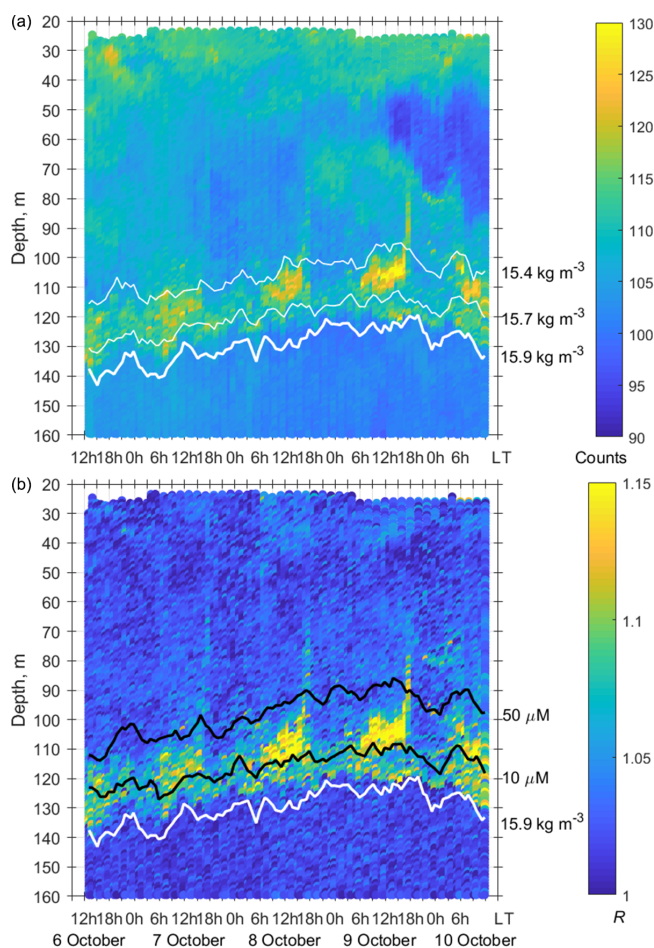 (a)
20
30
40
50
60
70
80
90
100
110
120
130
140
150
160
Depth, m
15.4 kg m-3
15.7 kg m-3
15.9 kg m-3
12h18h 0h 6h 12h18h 0h 6h 12h18h 0h 6h 12h18h 0h 6h LT
130
125
120
115
110
105
100
95
90
Counts
(b)
20
30
40
50
60
70
80
90
100
110
120
130
140
150
160
Depth, m
50 μM
10 μM
15.9 kg m-3
12h18h 0h 6h 12h18h 0h 6h 12h18h 0h 6h 12h18h 0h 6h LT
6 October 7 October 8 October 9 October 10 October
1.15
1.1
1.05
1
R